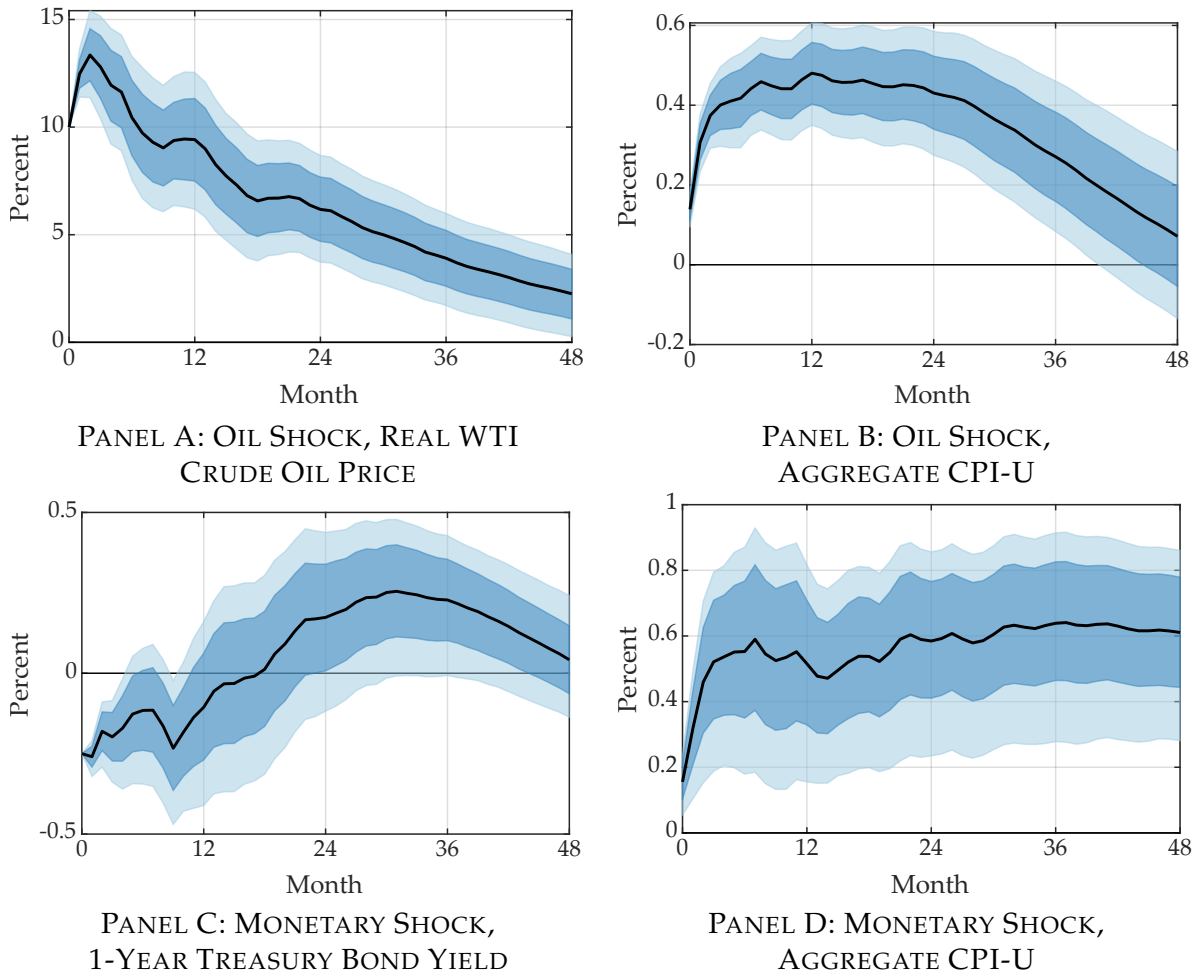 15
10
5
0
Percent
0 12 24 36 48
Month
PANEL A: OIL SHOCK, REAL WTI
CRUDE OIL PRICE
0.6
0.4
0.2
0
-0.2
Percent
0 12 24 36 48
Month
PANEL B: OIL SHOCK,
AGGREGATE CPI-U
0.5
0
-0.5
Percent
0 12 24 36 48
Month
PANEL C: MONETARY SHOCK,
1-YEAR TREASURY BOND YIELD
1
0.8
0.6
0.4
0.2
0
Percent
0 12 24 36 48
Month
PANEL D: MONETARY SHOCK,
AGGREGATE CPI-U